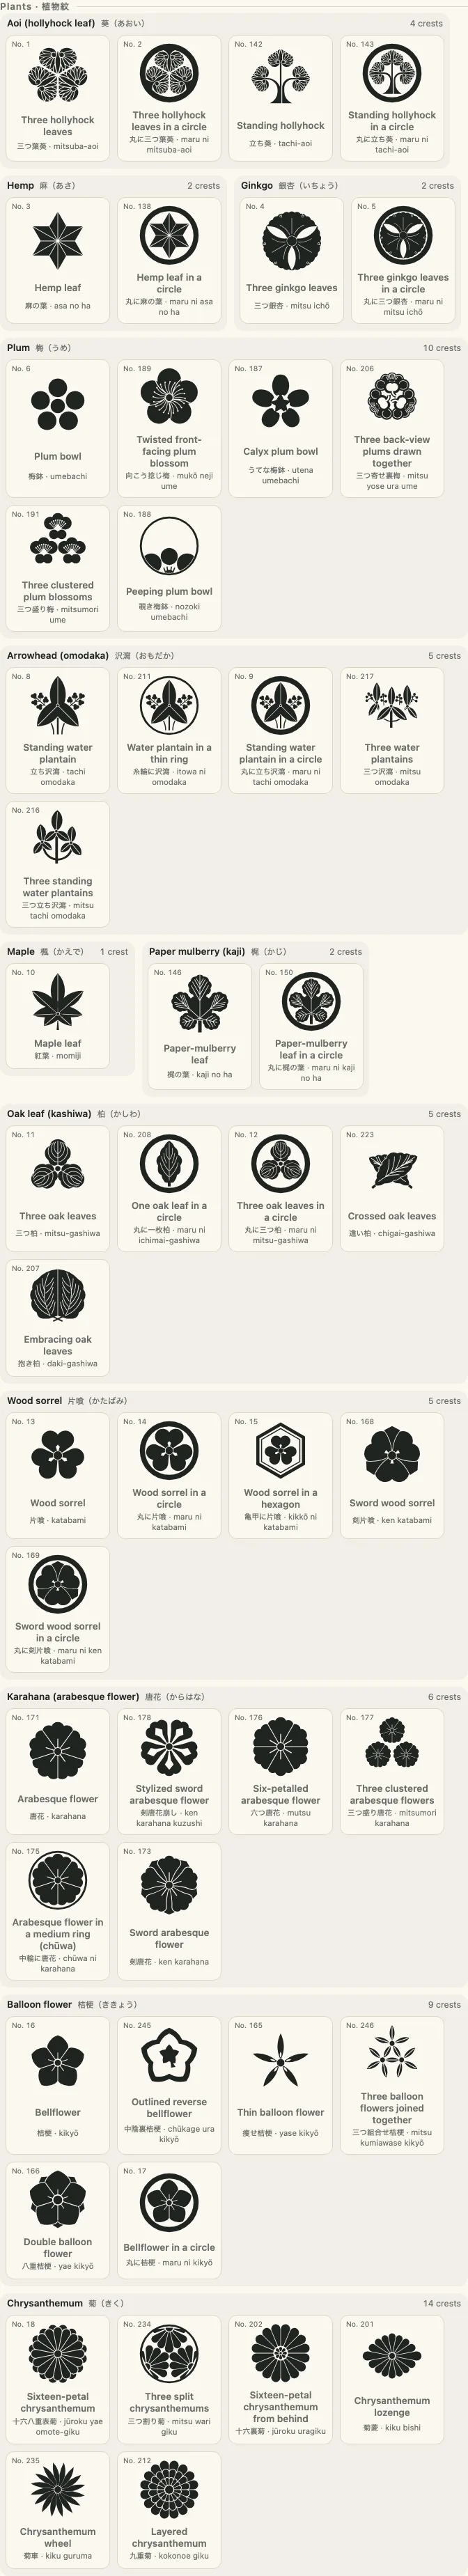 Plants · 植物紋
Aoi (hollyhock leaf) 葵（あおい） 4 crests
No. 1
Three hollyhock
leaves
三つ葉葵 · mitsuba-aoi
No. 2
Three hollyhock
leaves in a circle
丸に三つ葉葵 · maru ni
mitsuba-aoi
No. 142
Standing hollyhock
立ち葵 · tachi-aoi
No. 143
Standing hollyhock
in a circle
丸に立ち葵 · maru ni
tachi-aoi
Hemp 麻（あさ） 2 crests
No. 3
Hemp leaf
麻の葉 · asa no ha
No. 138
Hemp leaf in a
circle
丸に麻の葉 · maru ni asa
no ha
Ginkgo 銀杏（いちょう） 2 crests
No. 4
Three ginkgo leaves
三つ銀杏 · mitsu ichō
No. 5
Three ginkgo leaves
in a circle
丸に三つ銀杏 · maru ni
mitsu ichō
Plum 梅（うめ） 10 crests
No. 6
Plum bowl
梅鉢 · umebachi
No. 189
Twisted front-
facing plum
blossom
向こう捻じ梅 · mukō neji
ume
No. 187
Calyx plum bowl
うてな梅鉢 · utena
umebachi
No. 206
Three back-view
plums drawn
together
三つ寄せ裏梅 · mitsu
yose ura ume
No. 191
Three clustered
plum blossoms
三つ盛り梅 · mitsumori
ume
No. 188
Peeping plum bowl
覗き梅鉢 · nozoki
umebachi
Arrowhead (omodaka) 沢瀉（おもだか） 5 crests
No. 8
Standing water
plantain
立ち沢瀉 · tachi
omodaka
No. 211
Water plantain in a
thin ring
糸輪に沢瀉 · itowa ni
omodaka
No. 9
Standing water
plantain in a circle
丸に立ち沢瀉 · maru ni
tachi omodaka
No. 217
Three water
plantains
三つ沢瀉 · mitsu
omodaka
No. 216
Three standing
water plantains
三つ立ち沢瀉 · mitsu
tachi omodaka
Maple 楓（かえで） 1 crest
No. 10
Maple leaf
紅葉 · momiji
Paper mulberry (kaji) 梶（かじ） 2 crests
No. 146
Paper-mulberry
leaf
梶の葉 · kaji no ha
No. 150
Paper-mulberry
leaf in a circle
丸に梶の葉 · maru ni kaji
no ha
Oak leaf (kashiwa) 柏（かしわ） 5 crests
No. 11
Three oak leaves
三つ柏 · mitsu-gashiwa
No. 208
One oak leaf in a
circle
丸に一枚柏 · maru ni
ichimai-gashiwa
No. 12
Three oak leaves in
a circle
丸に三つ柏 · maru ni
mitsu-gashiwa
No. 223
Crossed oak leaves
違い柏 · chigai-gashiwa
No. 207
Embracing oak
leaves
抱き柏 · daki-gashiwa
Wood sorrel 片喰（かたばみ） 5 crests
No. 13
Wood sorrel
片喰 · katabami
No. 14
Wood sorrel in a
circle
丸に片喰 · maru ni
katabami
No. 15
Wood sorrel in a
hexagon
亀甲に片喰 · kikkō ni
katabami
No. 168
Sword wood sorrel
剣片喰 · ken katabami
No. 169
Sword wood sorrel
in a circle
丸に剣片喰 · maru ni ken
katabami
Karahana (arabesque flower) 唐花（からはな） 6 crests
No. 171
Arabesque flower
唐花 · karahana
No. 178
Stylized sword
arabesque flower
剣唐花崩し · ken
karahana kuzushi
No. 176
Six-petalled
arabesque flower
六つ唐花 · mutsu
karahana
No. 177
Three clustered
arabesque flowers
三つ盛り唐花 · mitsumori
karahana
No. 175
Arabesque flower in
a medium ring
(chūwa)
中輪に唐花 · chūwa ni
karahana
No. 173
Sword arabesque
flower
剣唐花 · ken karahana
Balloon flower 桔梗（ききょう） 9 crests
No. 16
Bellflower
桔梗 · kikyō
No. 245
Outlined reverse
bellflower
中陰裏桔梗 · chūkage ura
kikyō
No. 165
Thin balloon flower
痩せ桔梗 · yase kikyō
No. 246
Three balloon
flowers joined
together
三つ組合せ桔梗 · mitsu
kumiawase kikyō
No. 166
Double balloon
flower
八重桔梗 · yae kikyō
No. 17
Bellflower in a circle
丸に桔梗 · maru ni kikyō
Chrysanthemum 菊（きく） 14 crests
No. 18
Sixteen-petal
chrysanthemum
十六八重表菊 · jūroku yae
omote-giku
No. 234
Three split
chrysanthemums
三つ割り菊 · mitsu wari
giku
No. 202
Sixteen-petal
chrysanthemum
from behind
十六裏菊 · jūroku uragiku
No. 201
Chrysanthemum
lozenge
菊菱 · kiku bishi
No. 235
Chrysanthemum
wheel
菊車 · kiku guruma
No. 212
Layered
chrysanthemum
九重菊 · kokonoe giku